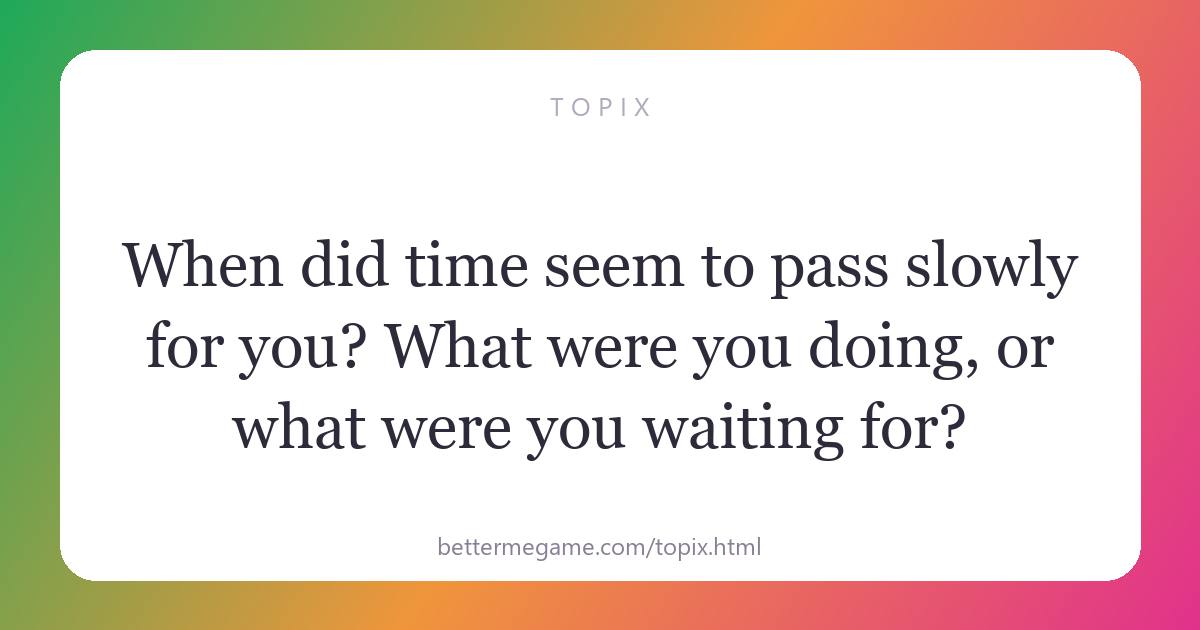 TOPIX
When did time seem to pass slowly
for you? What were you doing, or
what were you waiting for?
bettermegame.com/topix.html